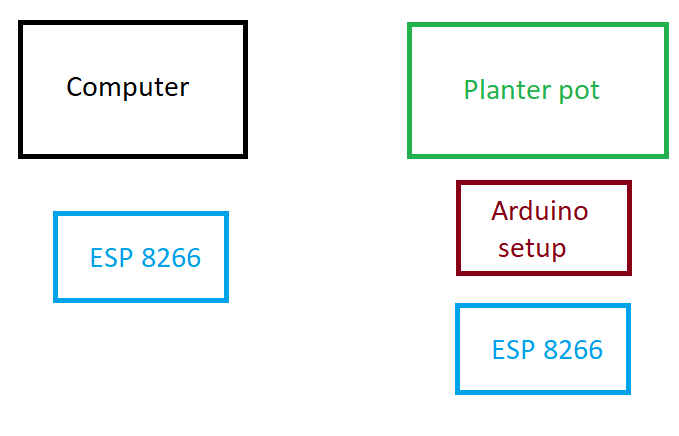 Computer
Planter pot
Arduino
setup
ESP 8266
ESP 8266